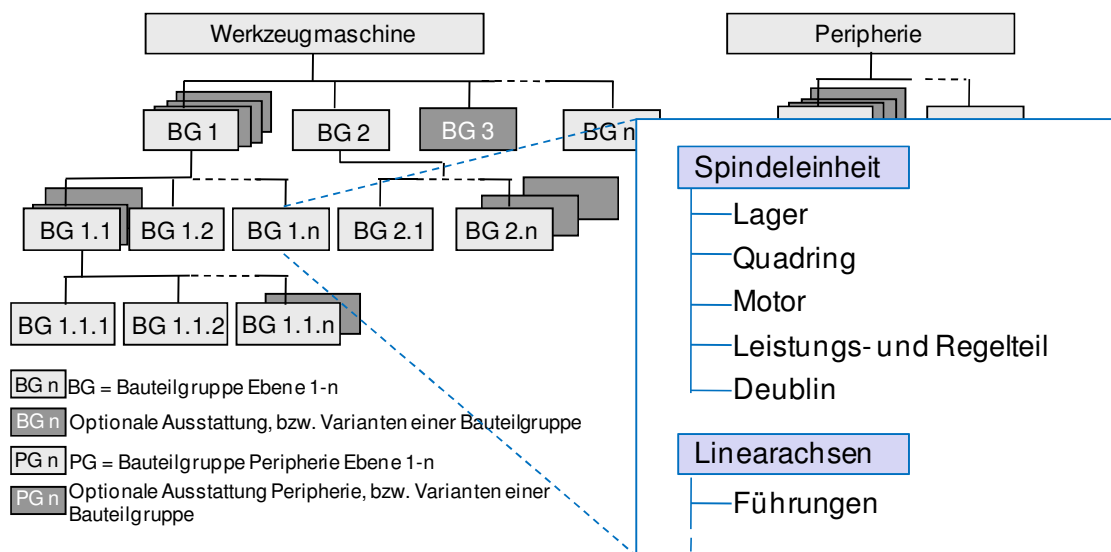 Werkzeugmaschine
Peripherie
BG 1
BG 2
BG 3
BG n
BG 1.1
BG 1.2
BG 1.n
BG 2.1
BG 2.n
BG 1.1.1
BG 1.1.2
BG 1.1.n
BG n BG = Bauteilgruppe Ebene 1-n
BG n Optionale Ausstattung, bzw. Varianten einer Bauteilgruppe
PG n PG = Bauteilgruppe Peripherie Ebene 1-n
PG n Optionale Ausstattung Peripherie, bzw. Varianten einer
Bauteilgruppe
Spindeleinheit
Lager
Quadring
Motor
Leistungs- und Regelteil
Deublin
Linearachsen
Führungen